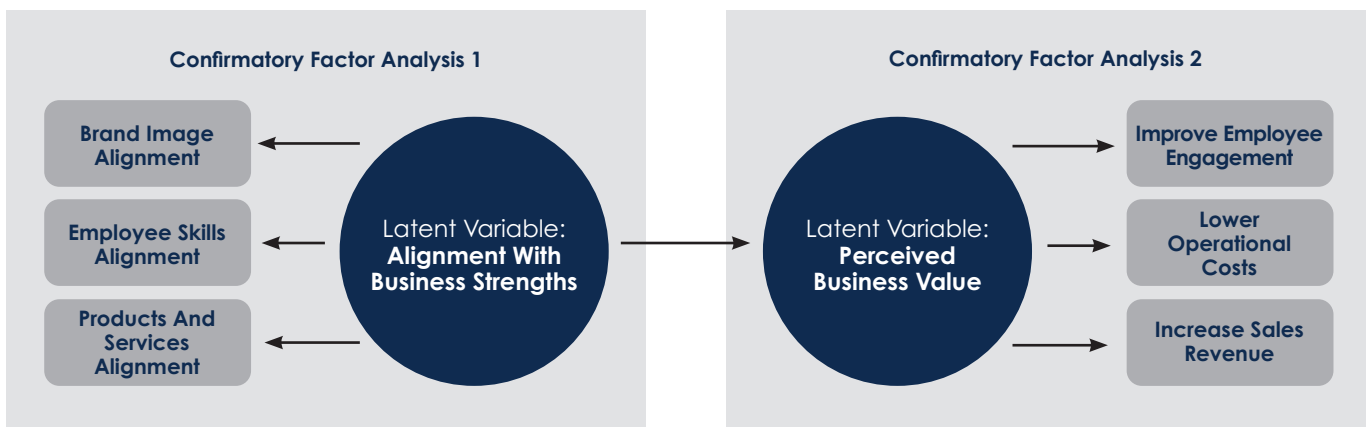 Confirmatory Factor Analysis 1
Brand Image
Alignment
Employee Skills
Alignment
Products And
Services
Alignment
Latent Variable:
Alignment With
Business Strengths
Confirmatory Factor Analysis 2
Latent Variable:
Perceived
Business Value
Improve Employee
Engagement
Lower
Operational
Costs
Increase Sales
Revenue